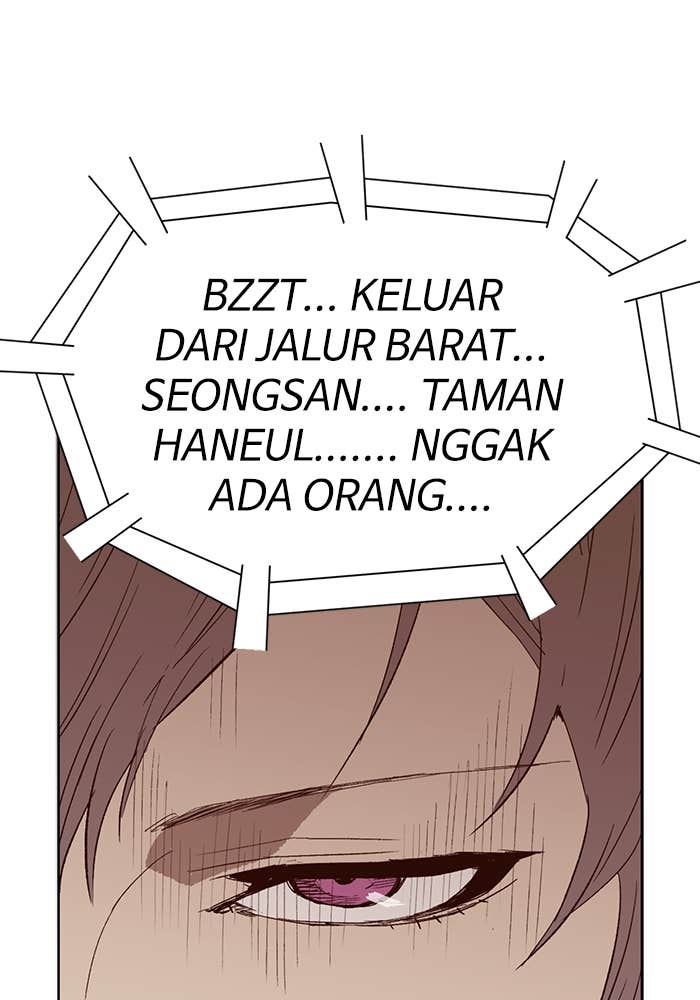 BZZT... KELUAR
DARI JALUR BARAT...
SEONGSAN.... TAMAN
HANEUL....... NGGAK
ADA ORANG....